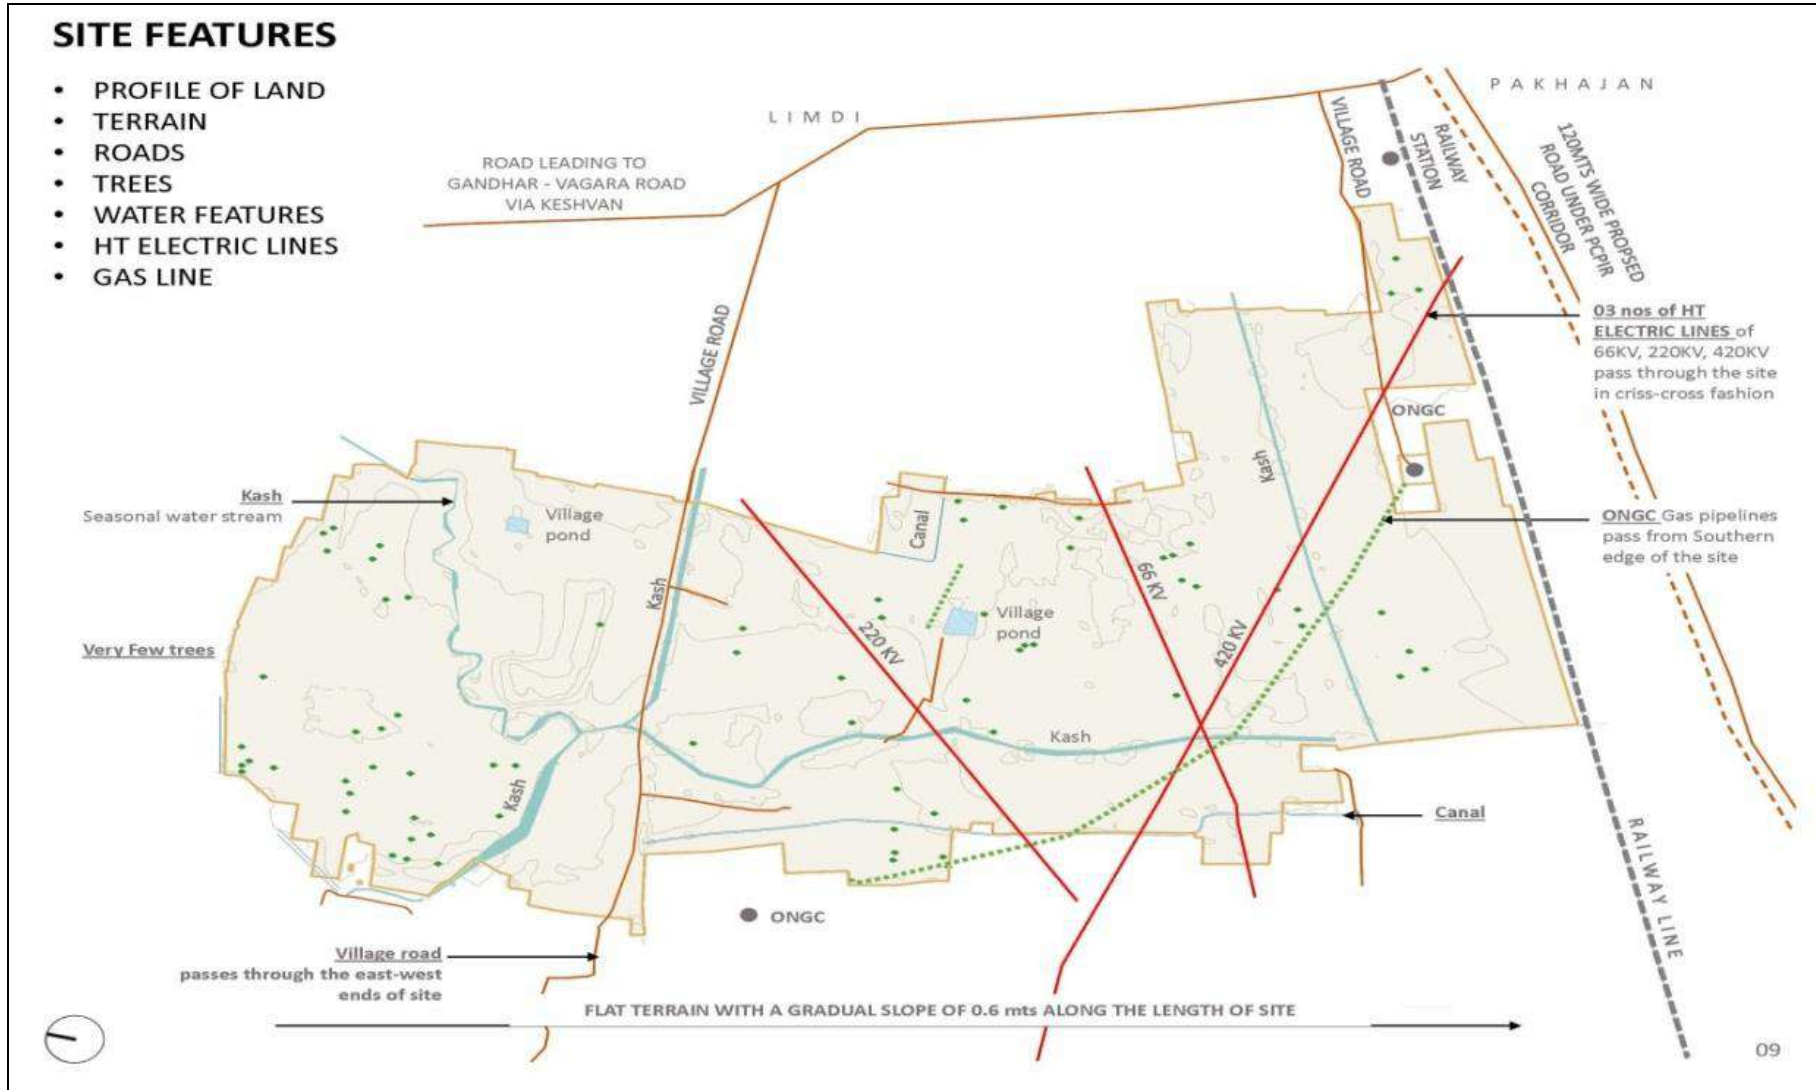 SITE FEATURES
• PROFILE OF LAND
• TERRAIN
• ROADS
• TREES
• WATER FEATURES
• HT ELECTRIC LINES
• GAS LINE
LIMDI
PAKHAJAN
ROAD LEADING TO
GANDHAR - VAGARA ROAD
VIA KESHVAN
VILLAGE ROAD
RAILWAY
STATION
120MTS WIDE PROPSED
ROAD UNDER PCPIR
CORRIDOR
VILLAGE ROAD
03 nos of HT
ELECTRIC LINES of
66KV, 220KV, 420KV
pass through the site
in criss-cross fashion
ONGC
Kash
Kash
Seasonal water stream
Village
pond
Canal
ONGC Gas pipelines
pass from Southern
edge of the site
Kash
66 KV
Village
pond
220 KV
420 KV
Very Few trees
Kash
Kash
Canal
RAILWAY LINE
ONGC
Village road
passes through the east-west
ends of site
FLAT TERRAIN WITH A GRADUAL SLOPE OF 0.6 mts ALONG THE LENGTH OF SITE
09